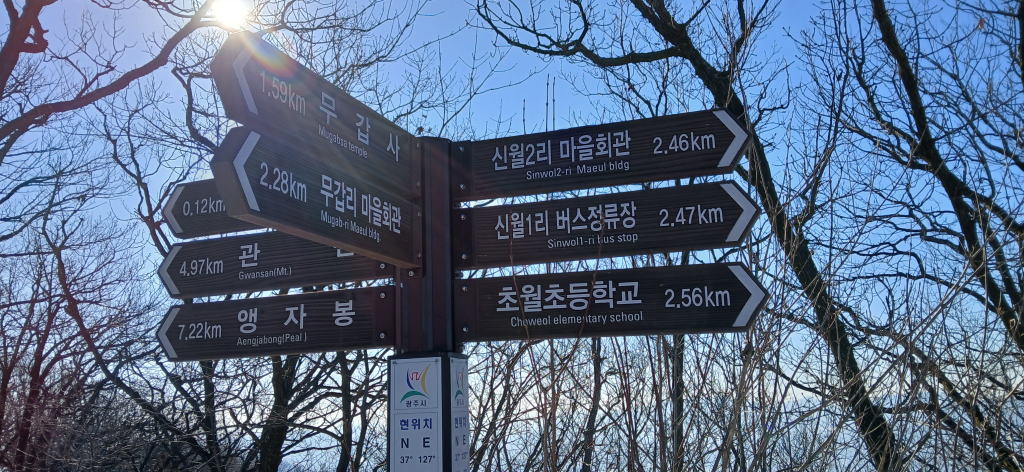 1.59km
무 갑 사
Mugabsa temple
2.28km 무갑리 마을회관
Mugab-ri Maeul bldg.
0.12km
4.97km 관
Gwansan(Mt.)
7.22km 앵 자 봉
Aengjabong(Peal)
신월2리 마을회관 2.46km
Sinwol2-ri Maeul bldg
신월1리 버스정류장 2.47km
Sinwol1-ri bus stop
초월초등학교 2.56km
Choweol elementary school
광주시
현위치
N E
37° 127°